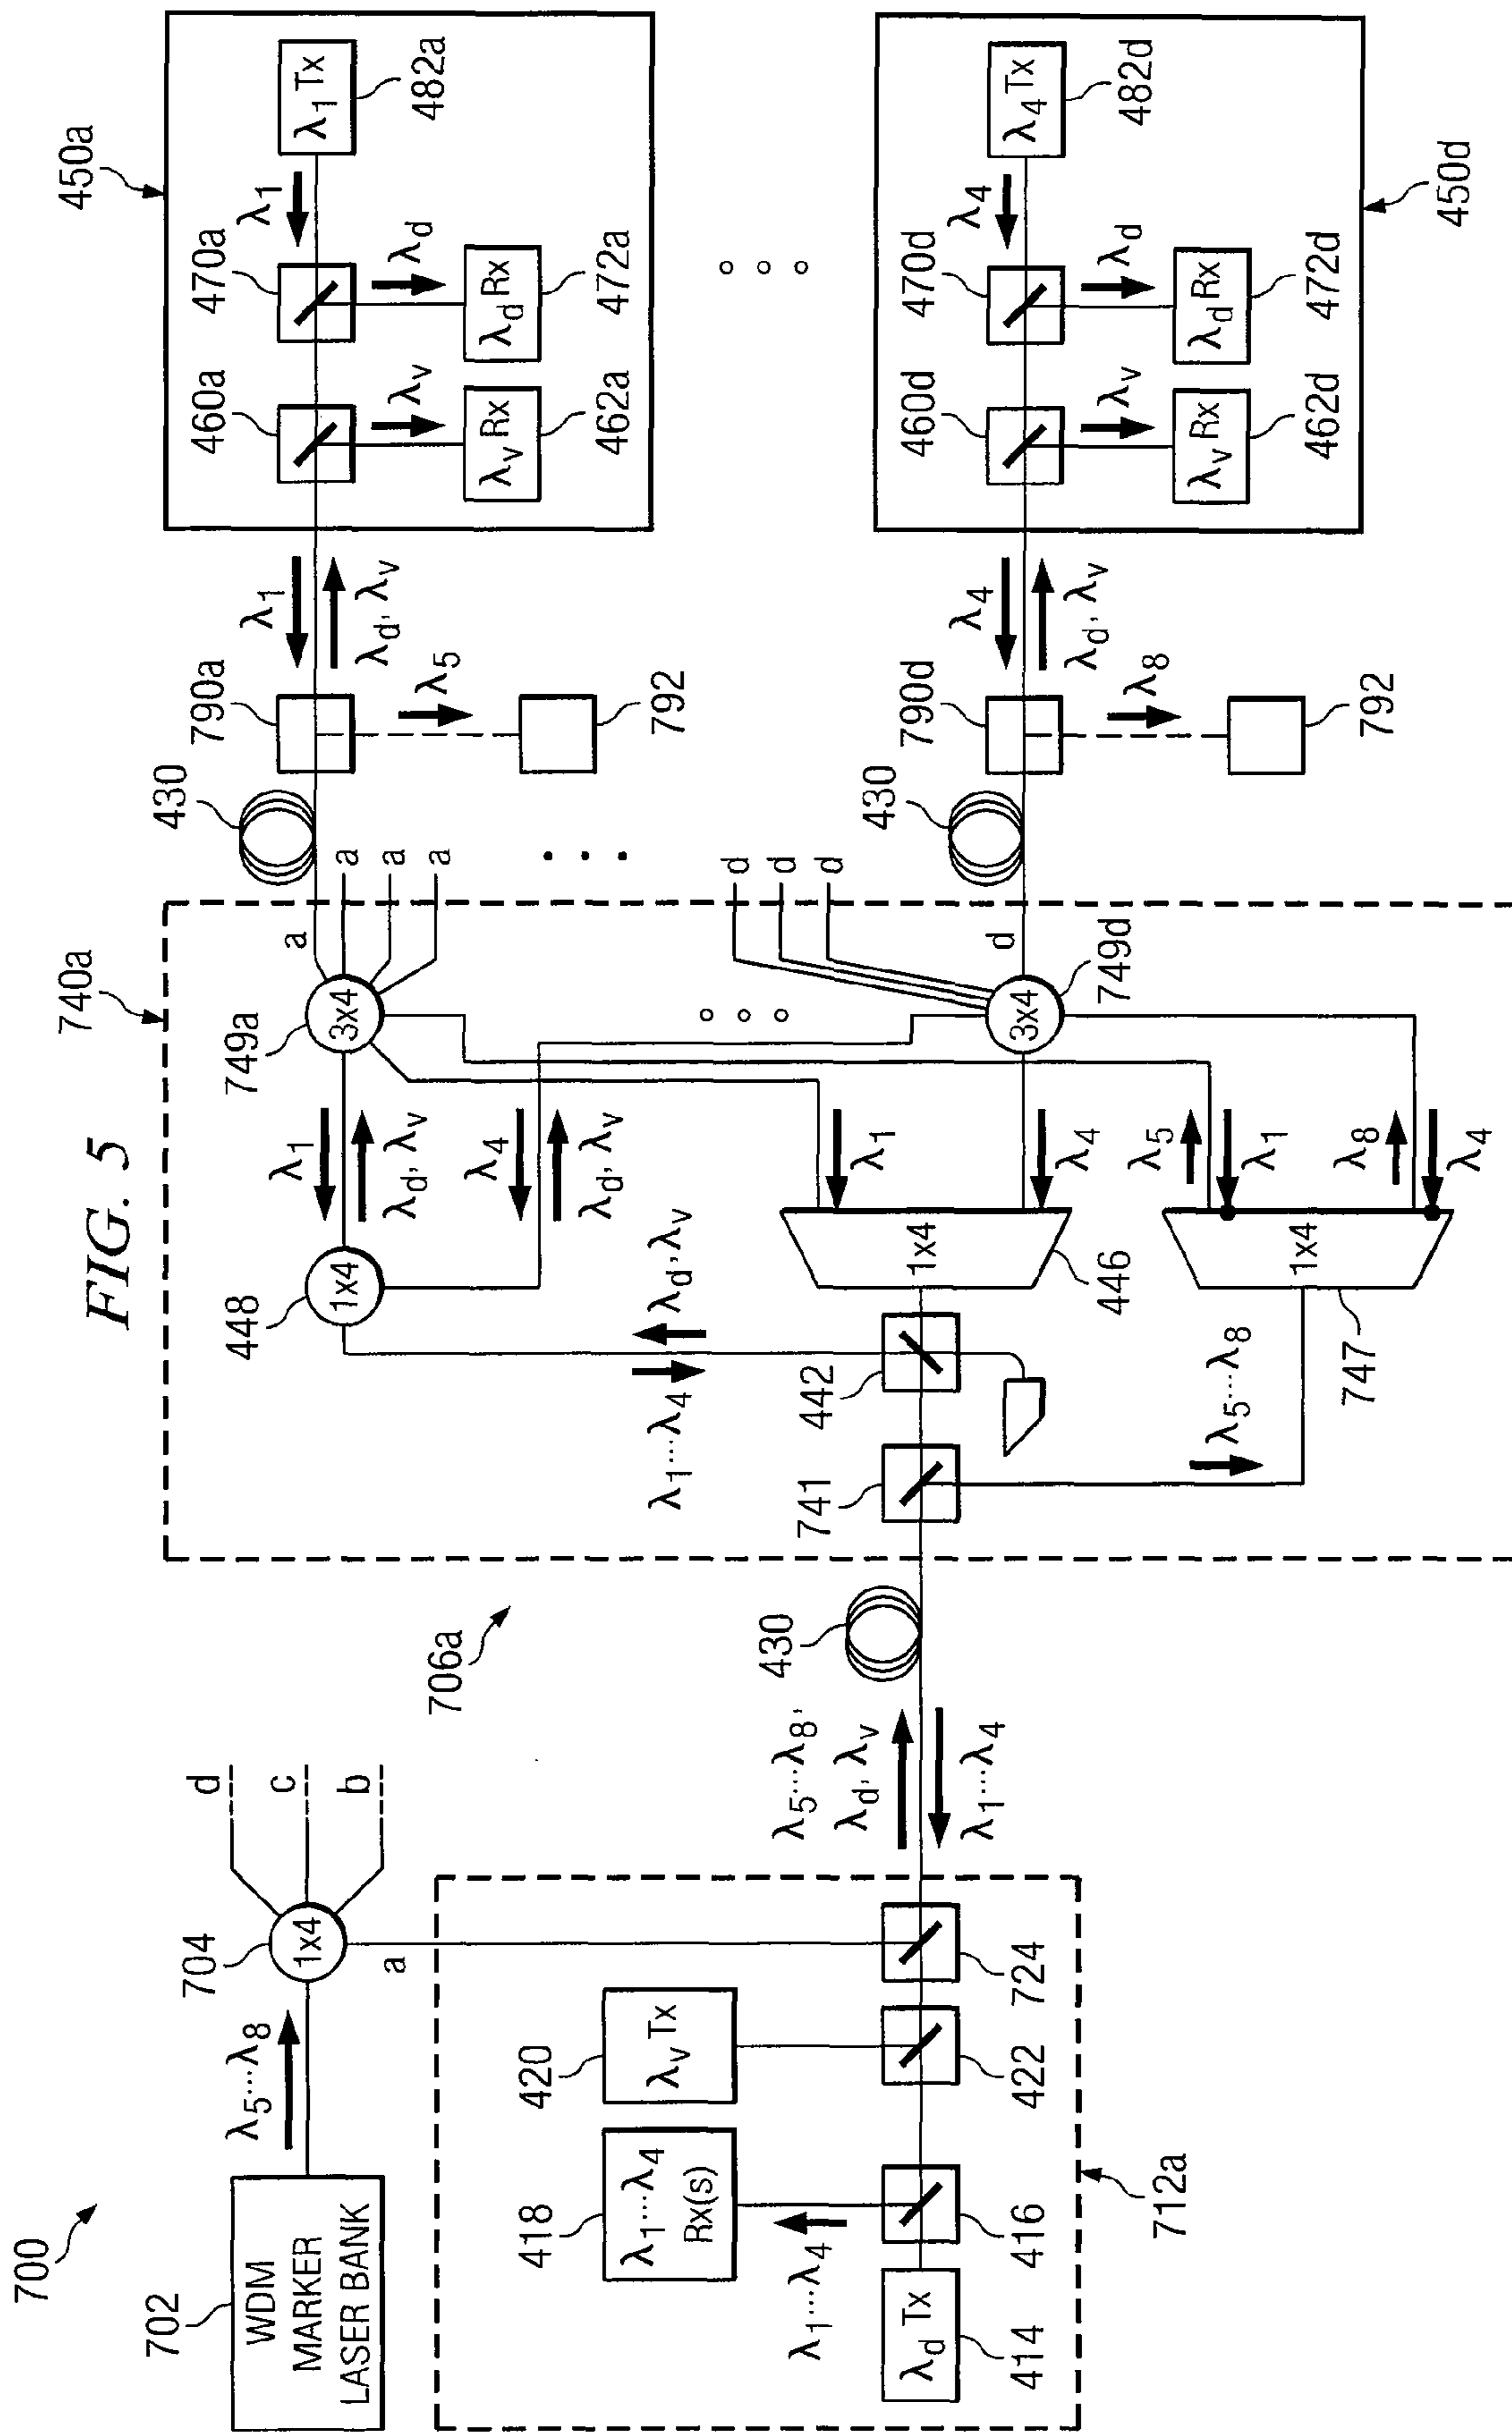 FIG. 5
700
702
WDM
MARKER
LASER BANK
λ5···λ8
704
1x4
d
c
b
a
712a
414
λd Tx
416
λ1···λ4
418
λ1···λ4
Rx(s)
420
λv Tx
422
724
λ5···λ8,
λd, λv
λ1···λ4
430
706a
740a
741
442
λ1···λ4
λd, λv
λ5···λ8
747
1x4
446
1x4
448
1x4
λ1
λd, λv
λ4
λd, λv
λ1
λ4
λ5
λ1
λ8
λ4
749a
3x4
749d
3x4
a
a
a
a
d
d
d
d
430
430
790a
λ5
792
790d
λ8
792
λ1
λd, λv
λ4
λd, λv
450a
460a
λv
λv Rx
462a
470a
λd
λd Rx
472a
λ1
λ1 Tx
482a
450d
460d
λv
λv Rx
462d
470d
λd
λd Rx
472d
λ4
λ4 Tx
482d